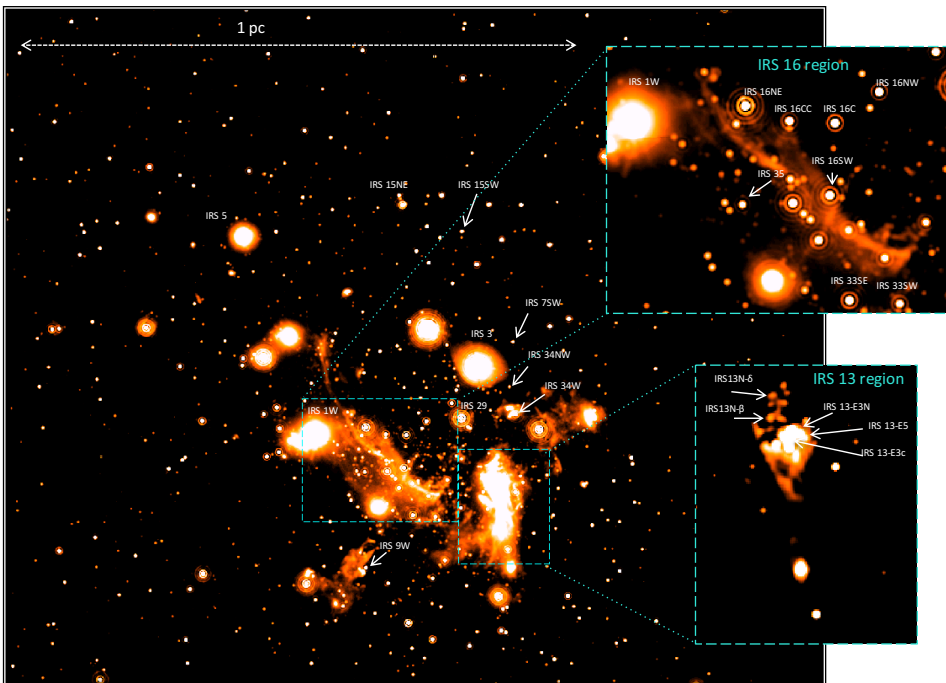 1 pc
IRS 16 region
IRS 1W
IRS 16NE
IRS 16NW
IRS 16CC
IRS 16C
IRS 16SW
IRS 35
IRS 33SE
IRS 33SW
IRS 15NE
IRS 15SW
IRS 5
IRS 7SW
IRS 3
IRS 34NW
IRS 34W
IRS 29
IRS 1W
IRS 9W
IRS 13 region
IRS13N-δ
IRS13N-β
IRS 13-E3N
IRS 13-E5
IRS 13-E3c